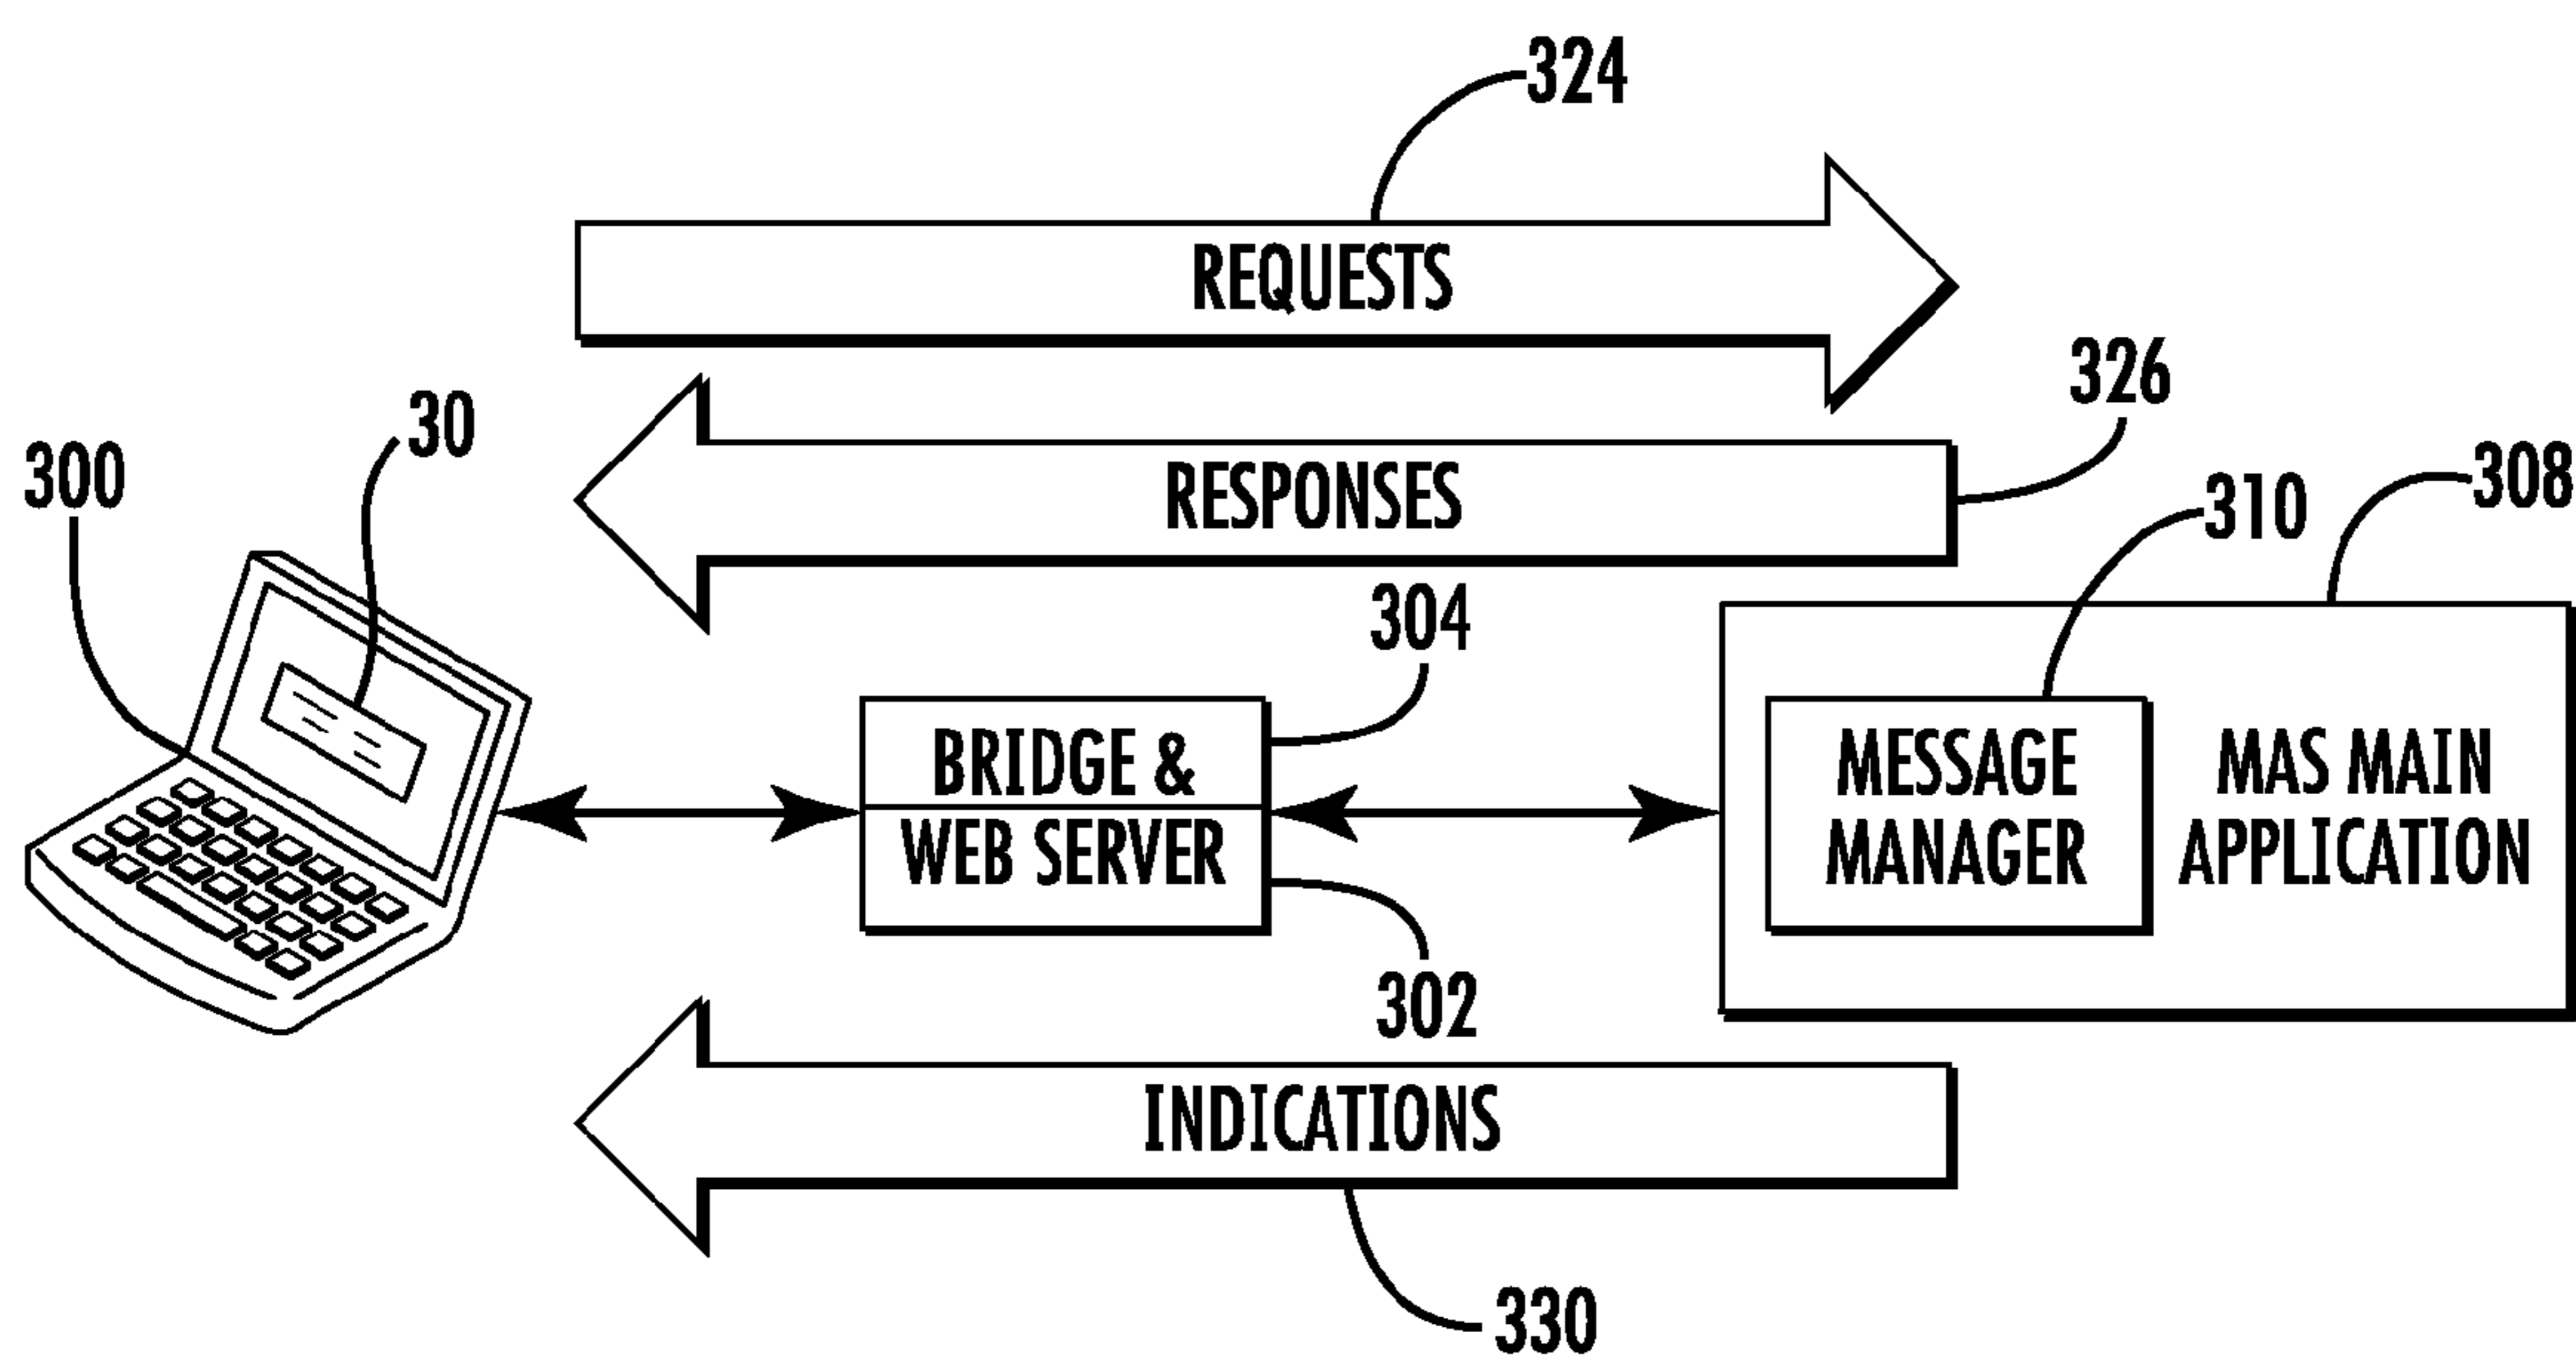 324
REQUESTS
326
30
300
RESPONSES
308
310
304
BRIDGE &
WEB SERVER
MESSAGE
MANAGER
MAS MAIN
APPLICATION
302
INDICATIONS
330